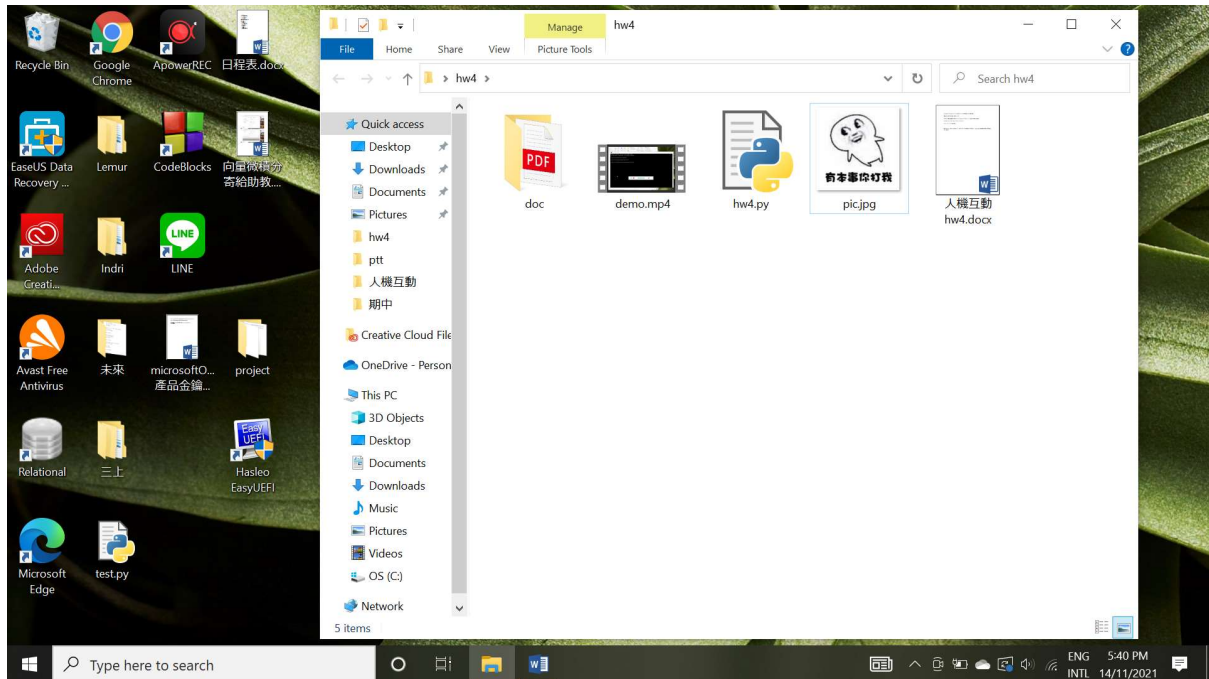 Recycle Bin
Google
Chrome
ApowerREC
日程表.docx
EaseUS Data
Recovery ...
Lemur
CodeBlocks
向量微積分
寄給助教....
Adobe
Creati...
Indri
LINE
LINE
Avast Free
Antivirus
未來
microsoftO...
產品金鑰...
project
Relational
三上
Easy
UEFI
Hasleo
EasyUEFI
Microsoft
Edge
test.py
Manage
hw4
File
Home
Share
View
Picture Tools
hw4
Search hw4
Quick access
Desktop
Downloads
Documents
Pictures
hw4
ptt
人機互動
期中
Creative Cloud File
OneDrive - Person
This PC
3D Objects
Desktop
Documents
Downloads
Music
Pictures
Videos
OS (C:)
Network
5 items
PDF
doc
demo.mp4
hw4.py
有本事你打我
pic.jpg
人機互動
hw4.docx
Type here to search
ENG
INTL
5:40 PM
14/11/2021